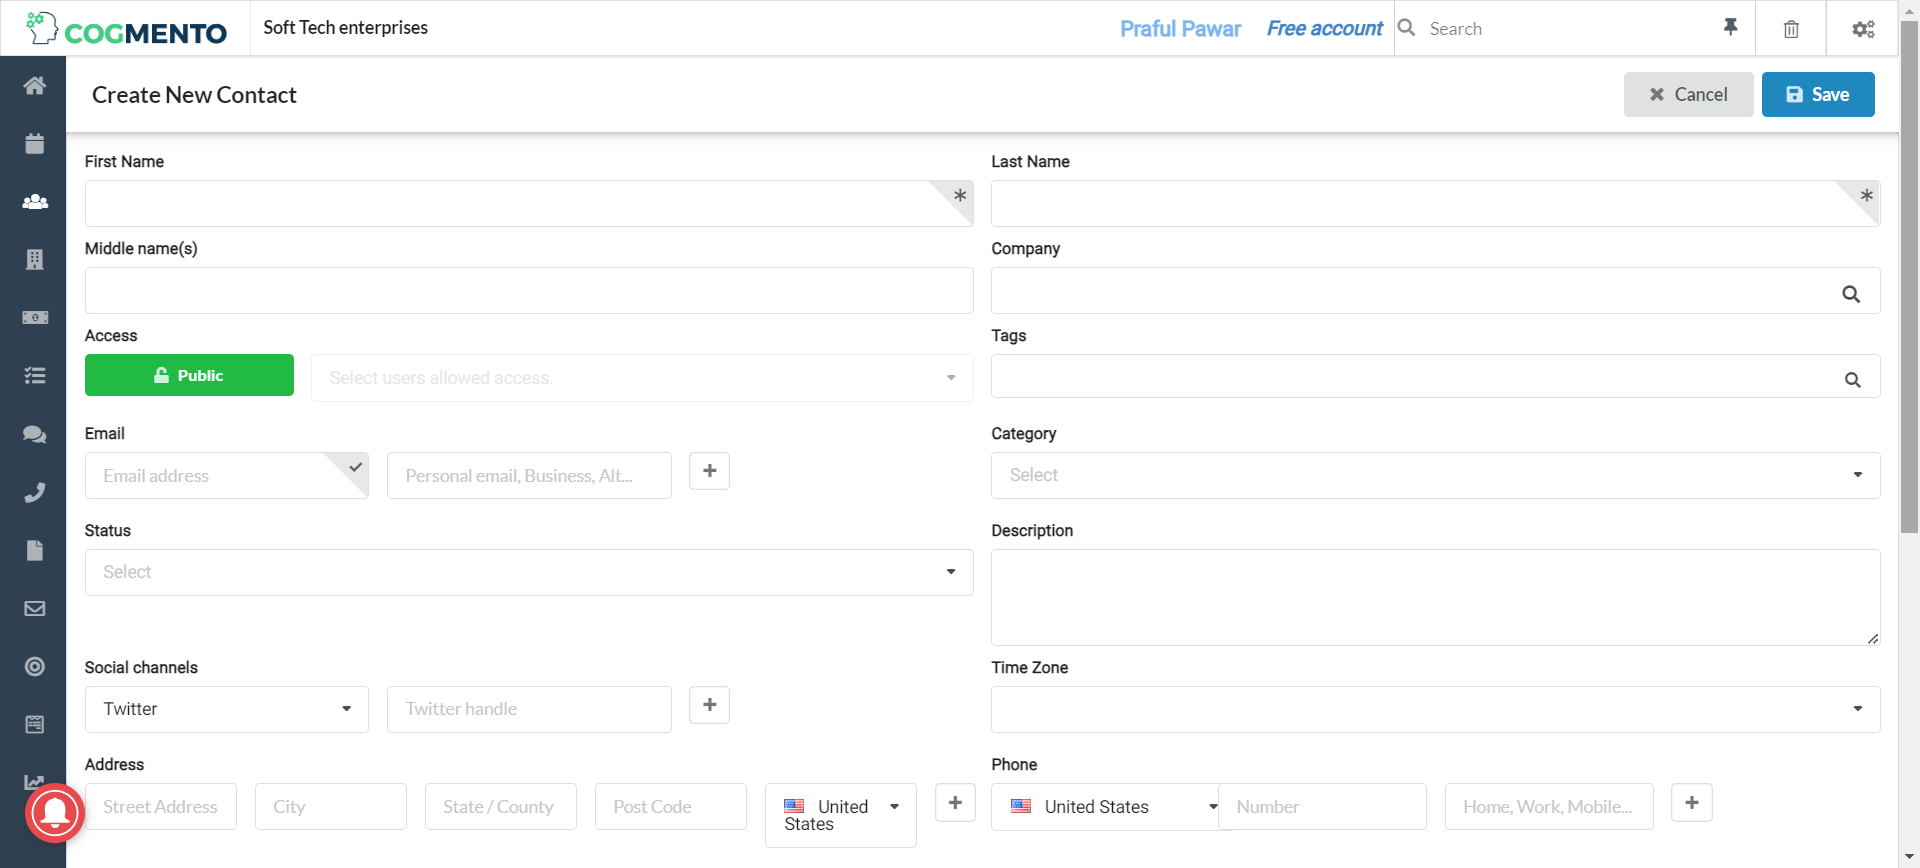 COGMENTO
Soft Tech enterprises
Praful Pawar
Free account
Search
Create New Contact
Cancel
Save
First Name
Last Name
Middle name(s)
Company
Access
Tags
Public
Select users allowed access.
Email
Category
Email address
Personal email, Business, Alt...
Select
Status
Description
Select
Social channels
Time Zone
Twitter
Twitter handle
Address
Phone
Street Address
City
State / County
Post Code
United
States
United States
Number
Home, Work, Mobile...